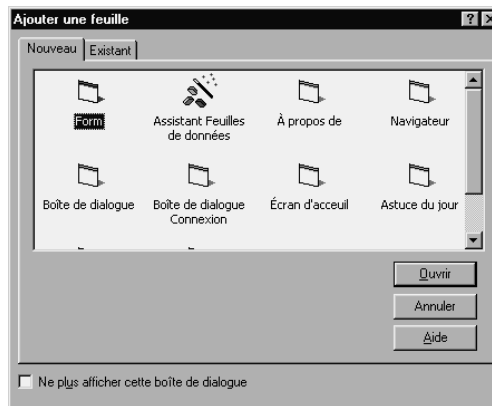 Ajouter une feuille
Nouveau
Existant
Form
Assistant Feuilles
de données
À propos de
Navigateur
Boîte de dialogue
Boîte de dialogue
Connexion
Écran d'acceuil
Astuce du jour
Ouvrir
Annuler
Aide
Ne plus afficher cette boîte de dialogue